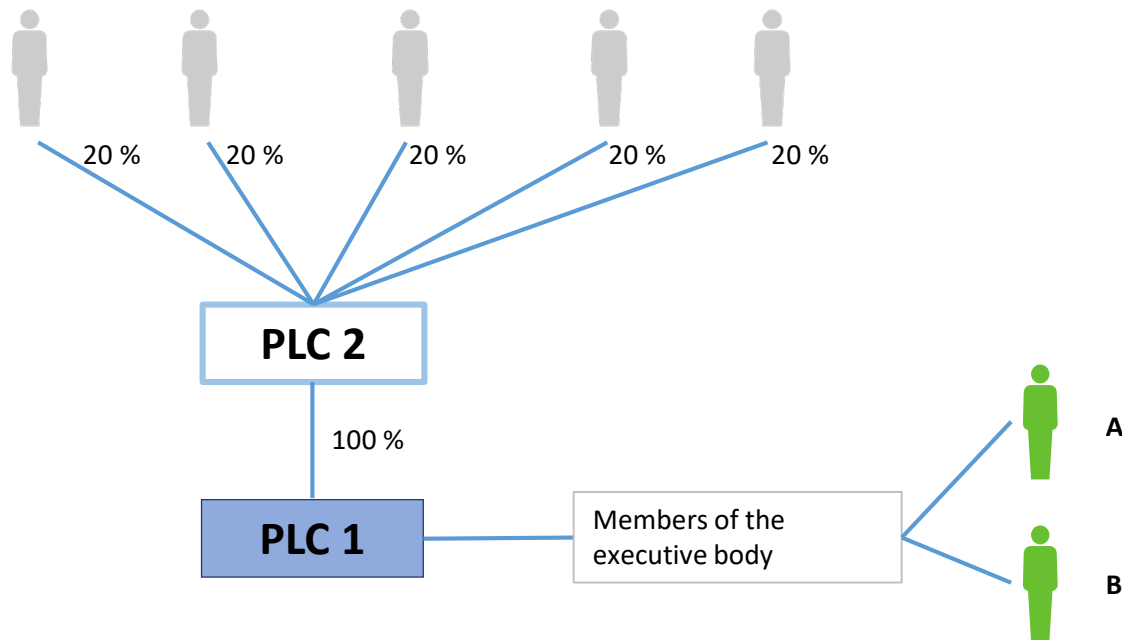 20 %
20 %
20 %
20 %
20 %
PLC 2
100 %
A
PLC 1
Members of the
executive body
B